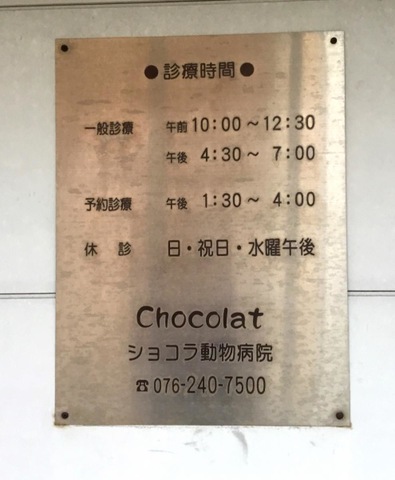 ●診療時間●
一般診療 午前 10:00～12:30
午後 4:30～ 7:00
予約診療 午後 1:30～ 4:00
休診 日・祝日・水曜午後
Chocolat
ショコラ動物病院
☎076-240-7500